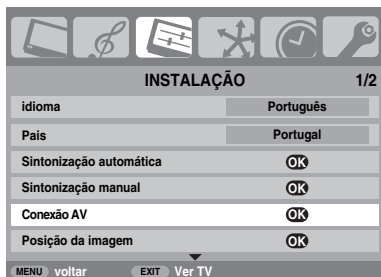 INSTALAÇÃO 1/2
idioma Português
Pais Portugal
Sintonização automática OK
Sintonização manual OK
Conexão AV OK
Posição da imagem OK
MENU voltar EXIT Ver TV